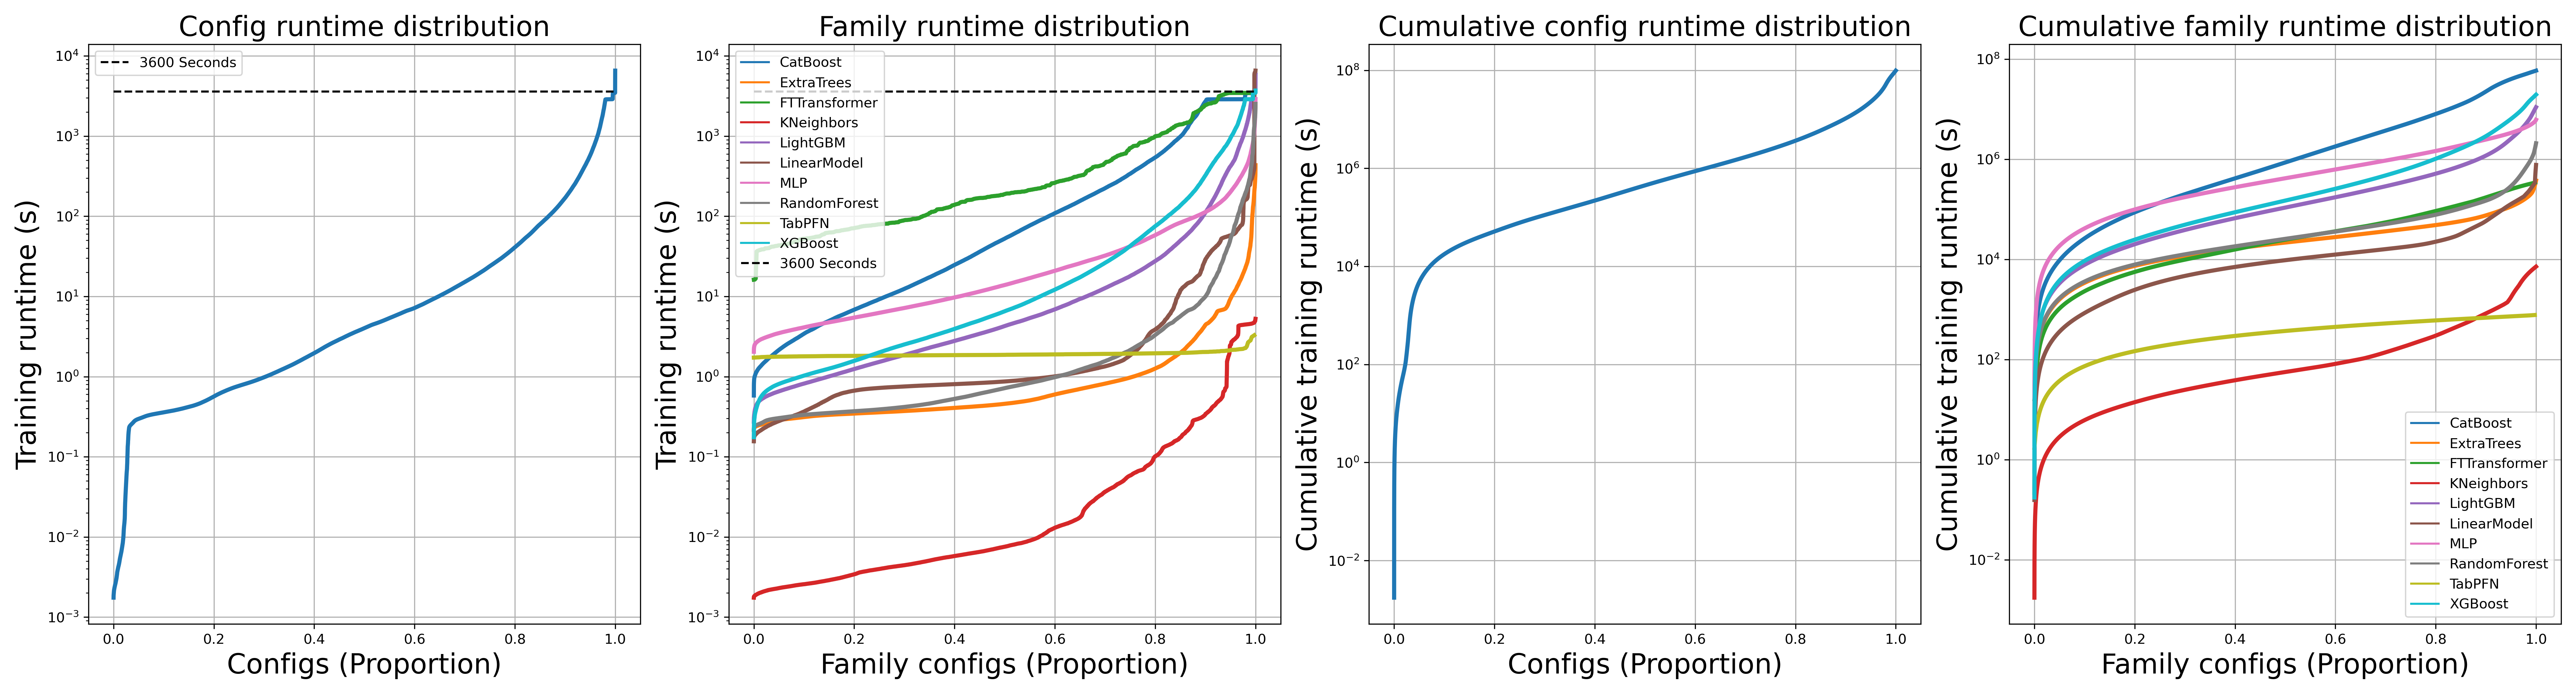 Config runtime distribution
Training runtime (s)
10⁴
10³
10²
10¹
10⁰
10⁻¹
10⁻²
10⁻³
3600 Seconds
0.0 0.2 0.4 0.6 0.8 1.0
Configs (Proportion)
Family runtime distribution
Training runtime (s)
10⁴
10³
10²
10¹
10⁰
10⁻¹
10⁻²
10⁻³
CatBoost
ExtraTrees
FTTransformer
KNeighbors
LightGBM
LinearModel
MLP
RandomForest
TabPFN
XGBoost
3600 Seconds
0.0 0.2 0.4 0.6 0.8 1.0
Family configs (Proportion)
Cumulative config runtime distribution
Cumulative training runtime (s)
10⁸
10⁶
10⁴
10²
10⁰
10⁻²
0.0 0.2 0.4 0.6 0.8 1.0
Configs (Proportion)
Cumulative family runtime distribution
Cumulative training runtime (s)
10⁸
10⁶
10⁴
10²
10⁰
10⁻²
CatBoost
ExtraTrees
FTTransformer
KNeighbors
LightGBM
LinearModel
MLP
RandomForest
TabPFN
XGBoost
0.0 0.2 0.4 0.6 0.8 1.0
Family configs (Proportion)